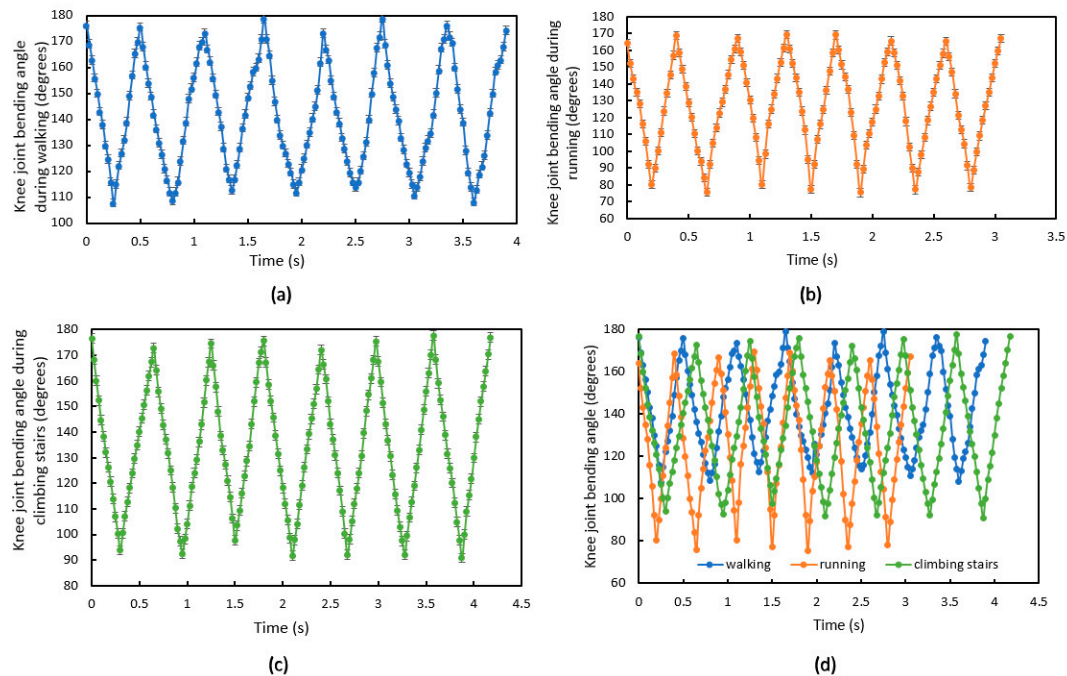 Knee joint bending angle
during walking (degrees)
180
170
160
150
140
130
120
110
100
0 0.5 1 1.5 2 2.5 3 3.5 4
Time (s)
(a)
Knee joint bending angle during
running (degrees)
180
170
160
150
140
130
120
110
100
90
80
70
60
0 0.5 1 1.5 2 2.5 3 3.5
Time (s)
(b)
Knee joint bending angle during
climbing stairs (degrees)
180
170
160
150
140
130
120
110
100
90
80
0 0.5 1 1.5 2 2.5 3 3.5 4 4.5
Time (s)
(c)
Knee joint bending angle (degrees)
180
160
140
120
100
80
60
walking running climbing stairs
0 0.5 1 1.5 2 2.5 3 3.5 4 4.5
Time (s)
(d)